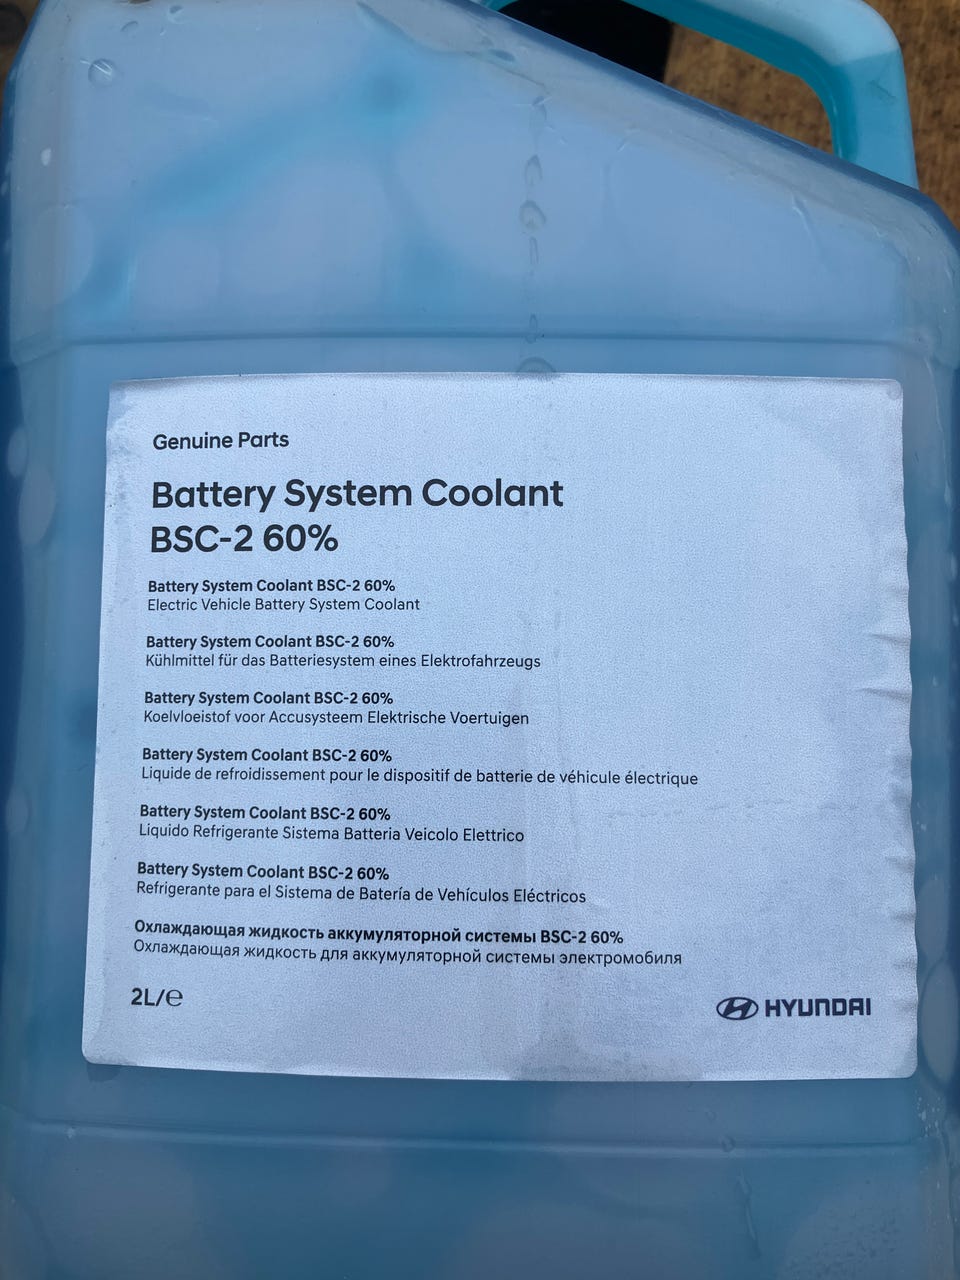 Genuine Parts
Battery System Coolant
BSC-2 60%
Battery System Coolant BSC-2 60%
Electric Vehicle Battery System Coolant
Battery System Coolant BSC-2 60%
Kühlmittel für das Batteriesystem eines Elektrofahrzeugs
Battery System Coolant BSC-2 60%
Koelvloeistof voor Accusysteem Elektrische Voertuigen
Battery System Coolant BSC-2 60%
Liquide de refroidissement pour le dispositif de batterie de véhicule électrique
Battery System Coolant BSC-2 60%
Liquido Refrigerante Sistema Batteria Veicolo Elettrico
Battery System Coolant BSC-2 60%
Refrigerante para el Sistema de Batería de Vehículos Eléctricos
Охлаждающая жидкость аккумуляторной системы BSC-2 60%
Охлаждающая жидкость для аккумуляторной системы электромобиля
2L/℮
HYUNDAI